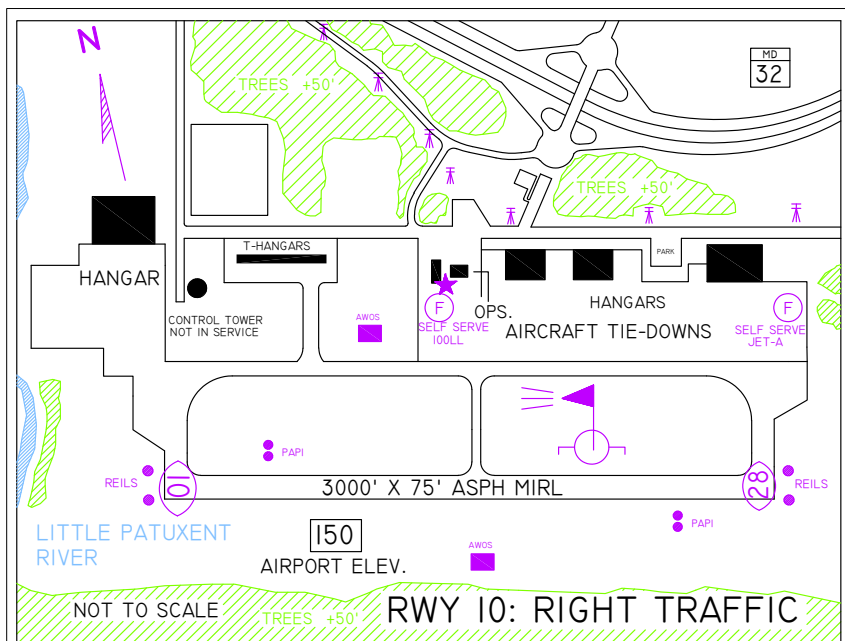 N
TREES +50'
MD
32
TREES +50'
T-HANGARS
PARK
HANGAR
CONTROL TOWER
NOT IN SERVICE
AWOS
F
SELF SERVE
100LL
OPS.
HANGARS
AIRCRAFT TIE-DOWNS
F
SELF SERVE
JET-A
PAPI
REILS
10
3000' X 75' ASPH MIRL
28
REILS
LITTLE PATUXENT
RIVER
150
AIRPORT ELEV.
AWOS
PAPI
NOT TO SCALE
TREES +50'
RWY 10: RIGHT TRAFFIC